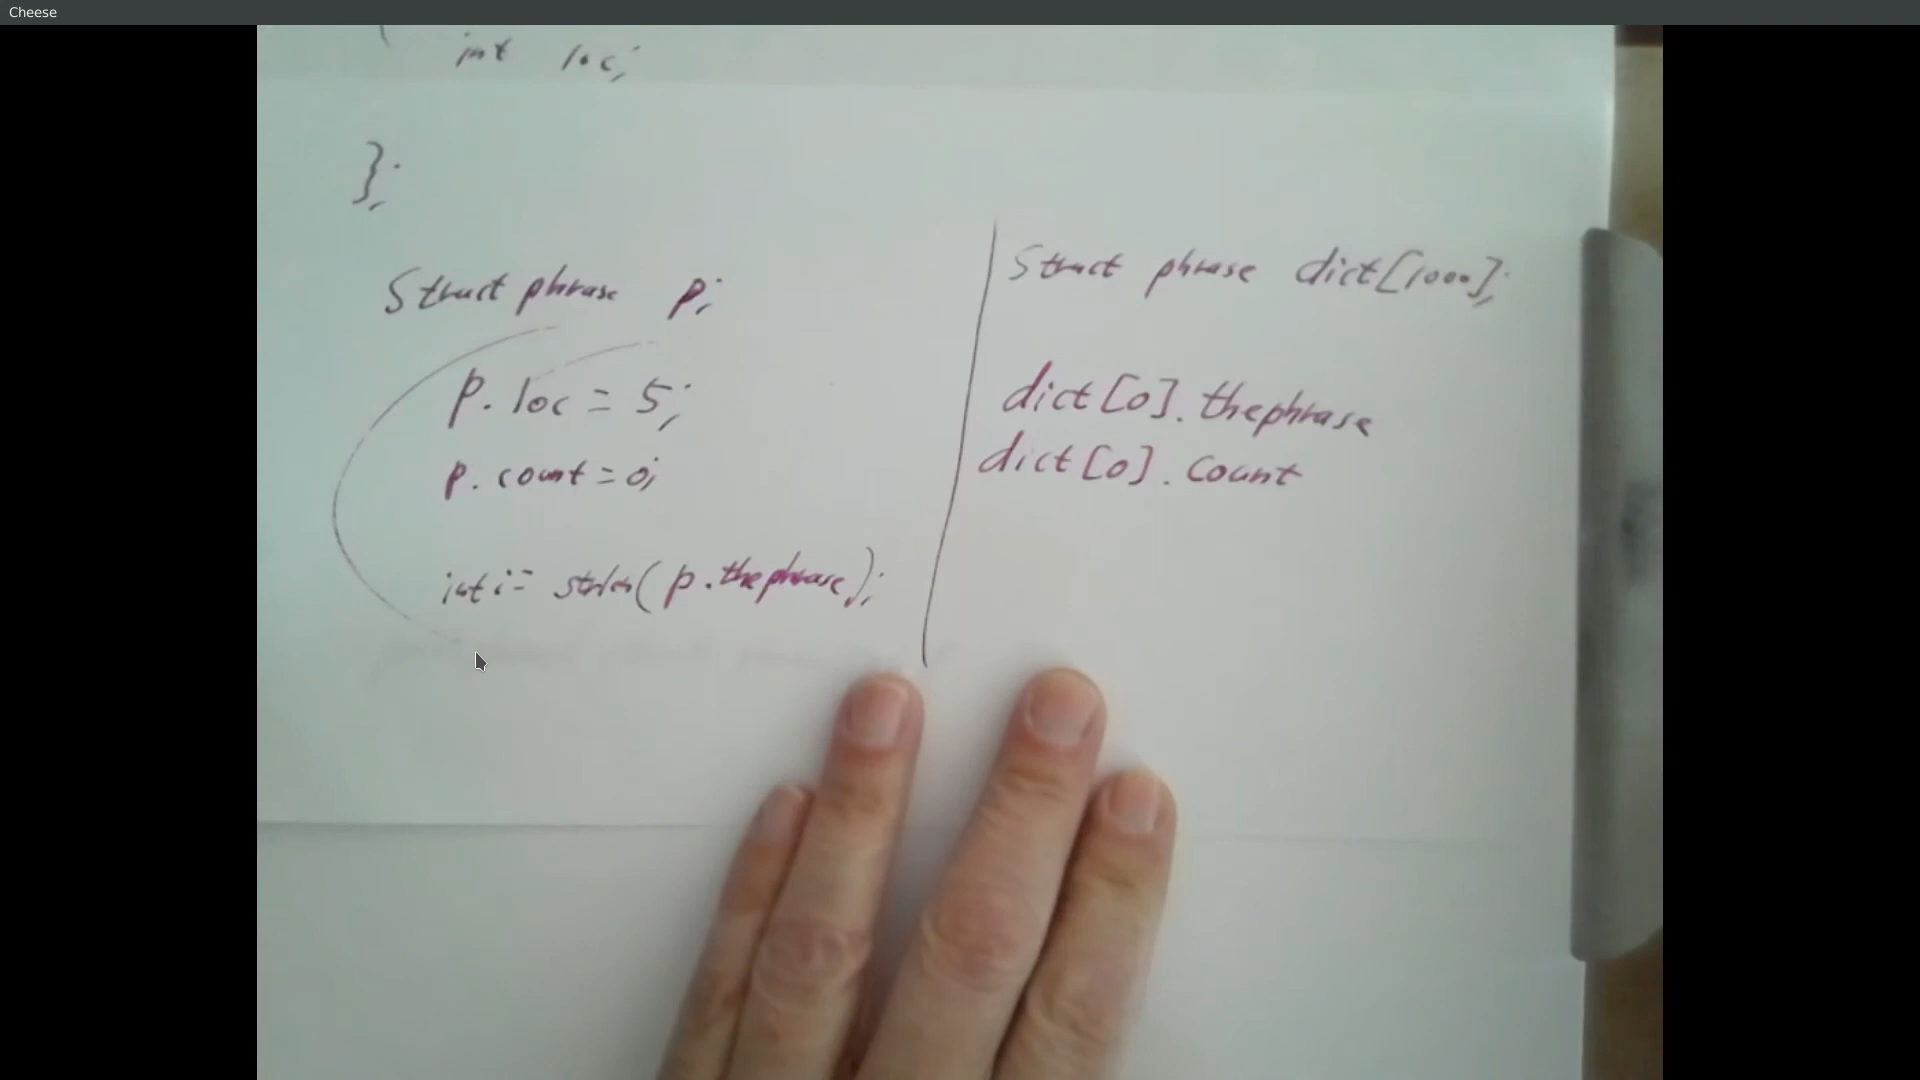 Cheese
int loc;
};
Struct phrase p;
p.loc = 5;
p.count = 0;
int i = strlen(p.thephrase);
Struct phrase dict[1000];
dict[0].thephrase
dict[0].count